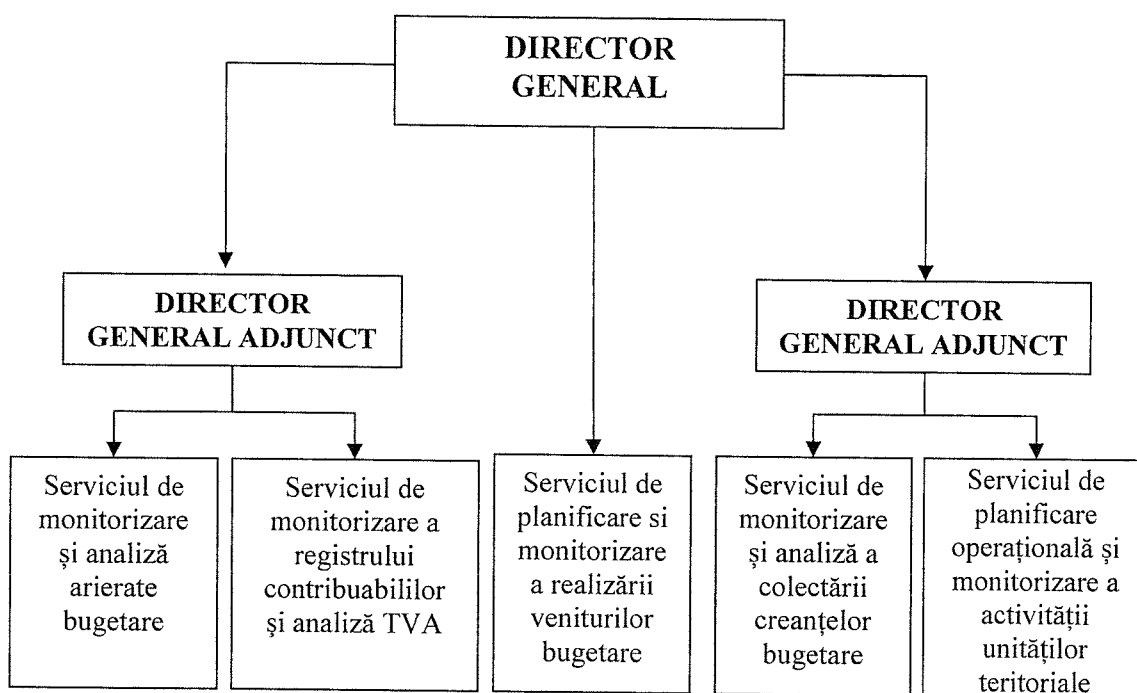 DIRECTOR
GENERAL
DIRECTOR
GENERAL ADJUNCT
DIRECTOR
GENERAL ADJUNCT
Serviciul de
monitorizare
și analiză
arierate
bugetare
Serviciul de
monitorizare a
registrului
contribuabililor
și analiză TVA
Serviciul de
planificare si
monitorizare
a realizării
veniturilor
bugetare
Serviciul de
monitorizare
și analiză a
colectării
creanțelor
bugetare
Serviciul de
planificare
operațională și
monitorizare a
activității
unităților
teritoriale